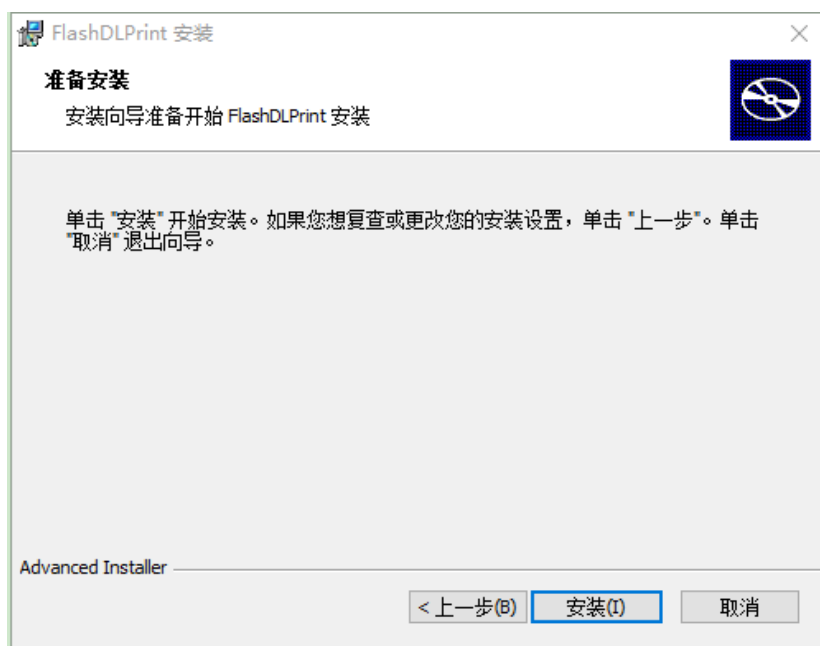 FlashDLPrint 安装
准备安装
安装向导准备开始 FlashDLPrint 安装
单击 "安装" 开始安装。如果您想复查或更改您的安装设置，单击 "上一步"。单击
"取消" 退出向导。
Advanced Installer
< 上一步(B) 安装(I) 取消